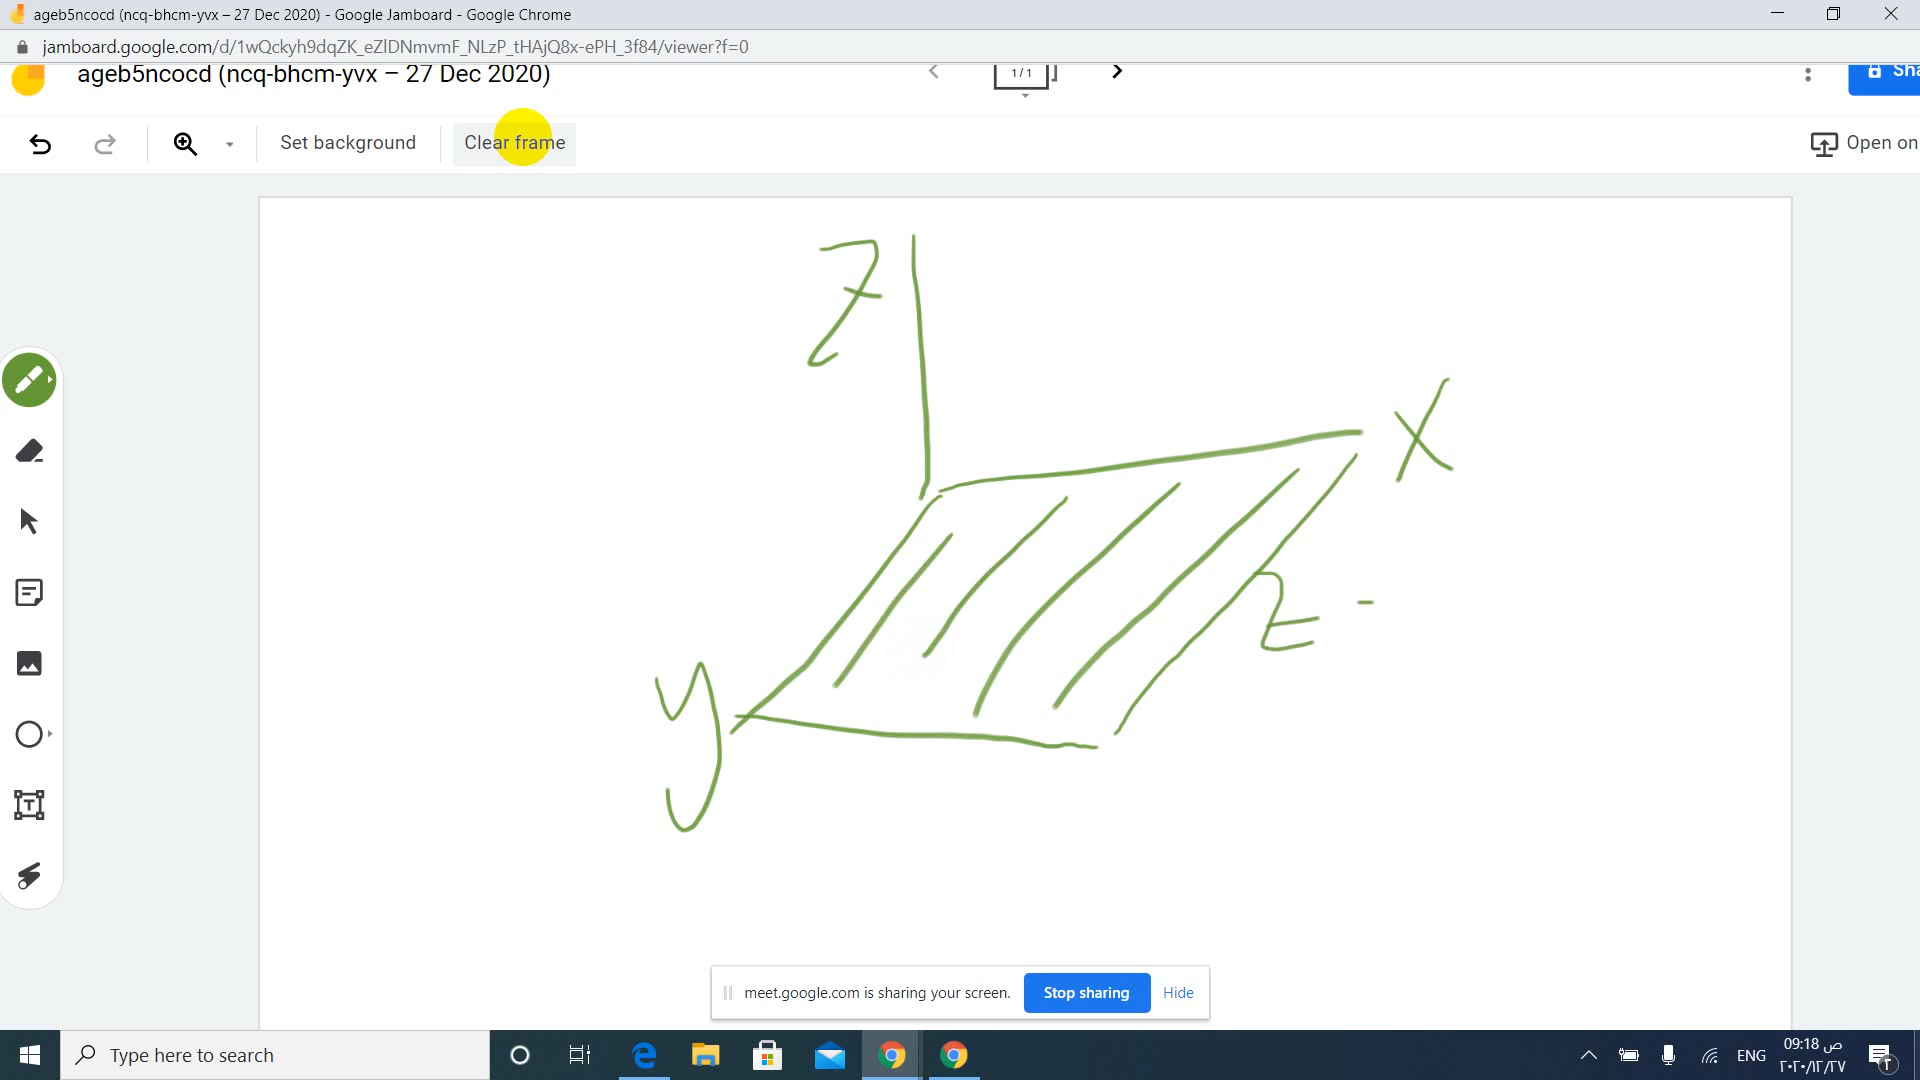 ageb5ncocd (ncq-bhcm-yvx – 27 Dec 2020) - Google Jamboard - Google Chrome
jamboard.google.com/d/1wQckyh9dqZK_eZlDNmvmF_NLzP_tHAjQ8x-ePH_3f84/viewer?f=0
ageb5ncocd (ncq-bhcm-yvx – 27 Dec 2020)
1 / 1
Sha
Set background
Clear frame
Open on
Z
X
Z -
y
meet.google.com is sharing your screen.
Stop sharing
Hide
Type here to search
ENG
09:18 ص
٢٠٢٠/١٢/٢٧
٢